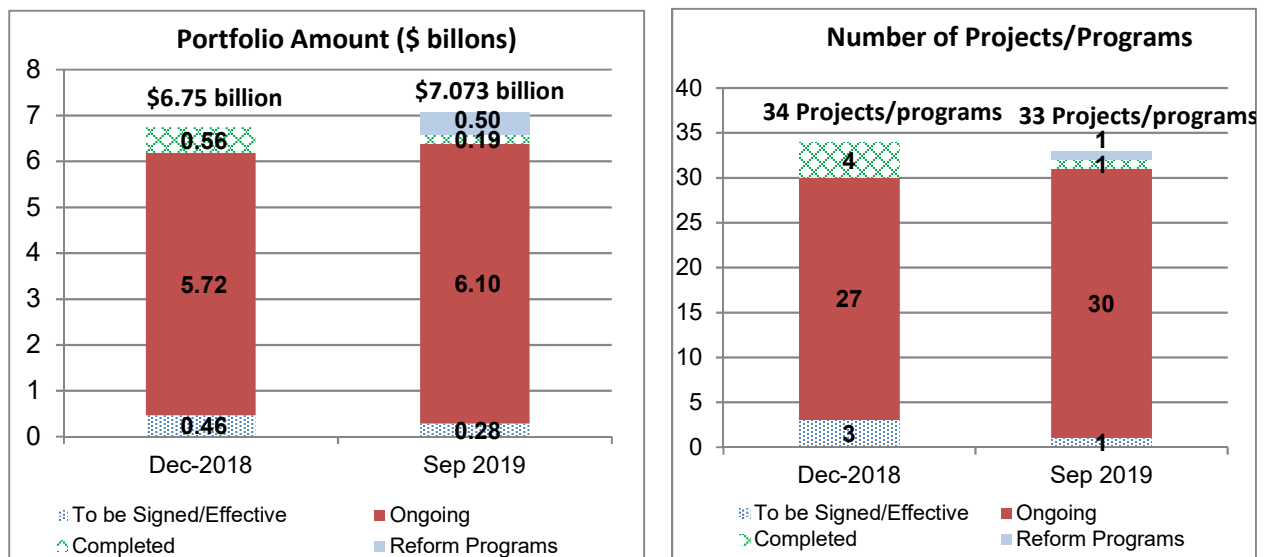 Portfolio Amount ($ billons)
8
7
6
5
4
3
2
1
0
$6.75 billion
$7.073 billion
0.56
5.72
0.46
0.50
0.19
6.10
0.28
Dec-2018
Sep 2019
To be Signed/Effective
Ongoing
Completed
Reform Programs
Number of Projects/Programs
40
35
30
25
20
15
10
5
0
34 Projects/programs
33 Projects/programs
4
27
3
1
1
30
1
Dec-2018
Sep 2019
To be Signed/Effective
Ongoing
Completed
Reform Programs